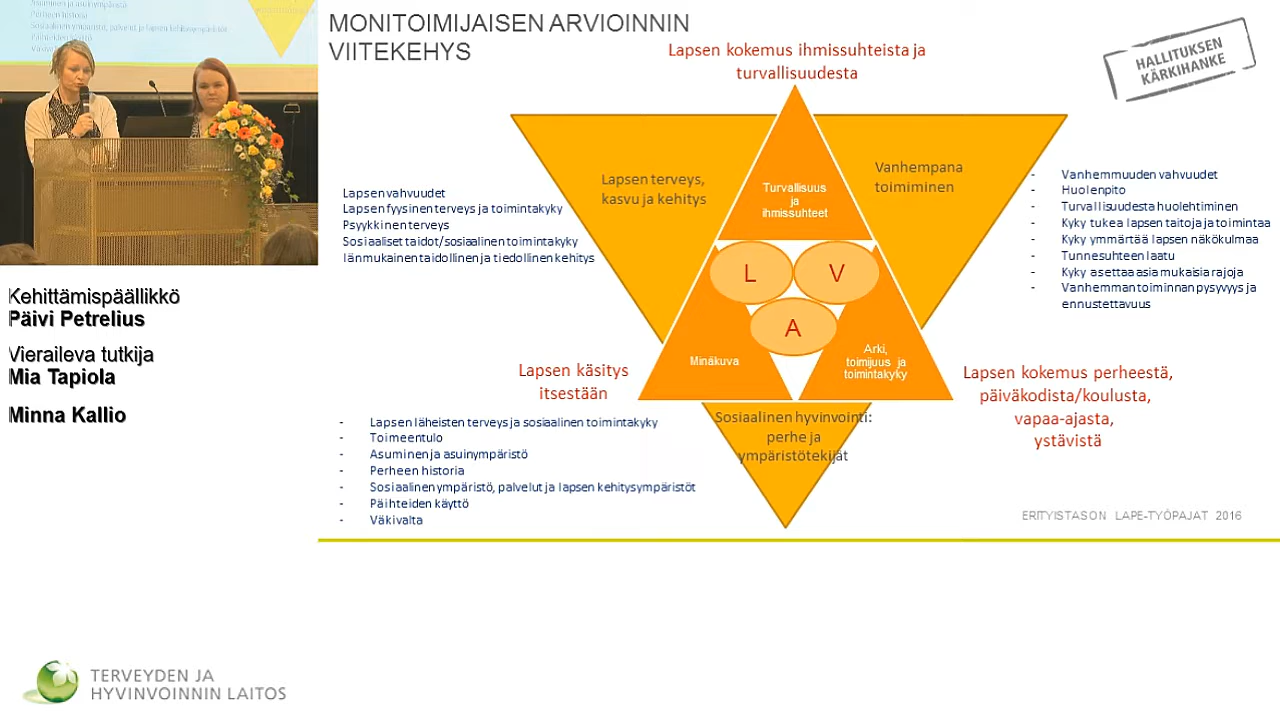 MONITOIMIJAISEN ARVIOINNIN
VIITEKEHYS
Lapsen kokemus ihmissuhteista ja
turvallisuudesta
HALLITUKSEN
KÄRKIHANKE
Lapsen terveys,
kasvu ja kehitys
Vanhempana
toimiminen
Turvallisuus
ja
ihmissuhteet
Lapsen vahvuudet
Lapsen fyysinen terveys ja toimintakyky
Psyykkinen terveys
Sosiaaliset taidot/sosiaalinen toimintakyky
Iänmukainen taidollinen ja tiedollinen kehitys
- Vanhemmuuden vahvuudet
- Huolenpito
- Turvallisuudesta huolehtiminen
- Kyky tukea lapsen taitoja ja toimintaa
- Kyky ymmärtää lapsen näkökulmaa
- Tunnesuhteen laatu
- Kyky asettaa asia mukaisia rajoja
- Vanhemman toiminnan pysyvyys ja
ennustettavuus
L
V
A
Minäkuva
Arki,
toimijuus ja
toimintakyky
Lapsen käsitys
itsestään
Lapsen kokemus perheestä,
päiväkodista/koulusta,
vapaa-ajasta,
ystävistä
Sosiaalinen hyvinvointi:
perhe ja
ympäristötekijät
- Lapsen läheisten terveys ja sosiaalinen toimintakyky
- Toimeentulo
- Asuminen ja asuinympäristö
- Perheen historia
- Sosiaalinen ympäristö, palvelut ja lapsen kehitysympäristöt
- Päihteiden käyttö
- Väkivalta
ERITYISTASON LAPE-TYÖPAJAT 2016
Kehittämispäällikkö
Päivi Petrelius
Vieraileva tutkija
Mia Tapiola
Minna Kallio
TERVEYDEN JA
HYVINVOINNIN LAITOS